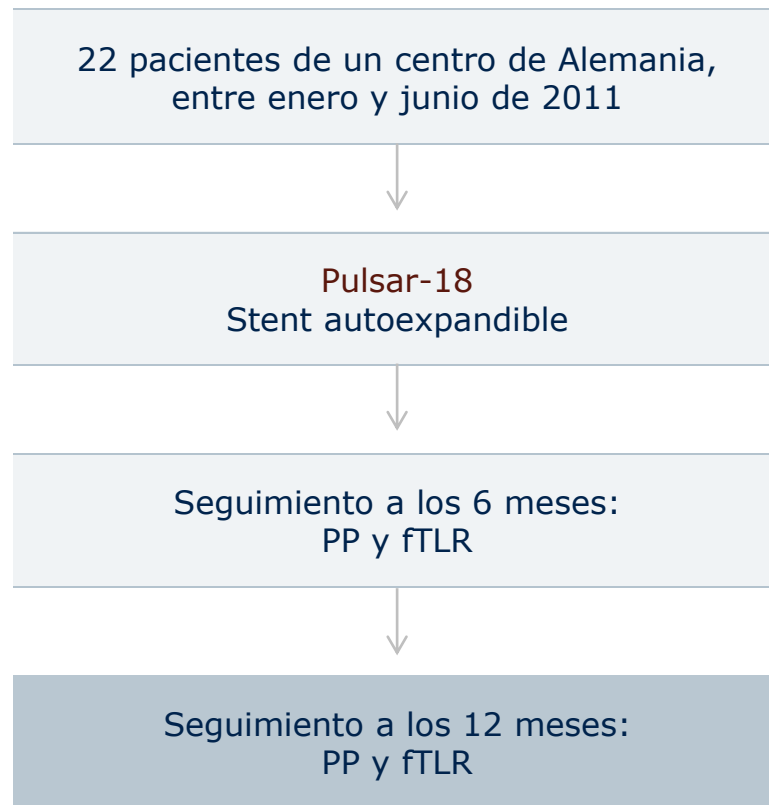 22 pacientes de un centro de Alemania,
entre enero y junio de 2011
Pulsar-18
Stent autoexpandible
Seguimiento a los 6 meses:
PP y fTLR
Seguimiento a los 12 meses:
PP y fTLR